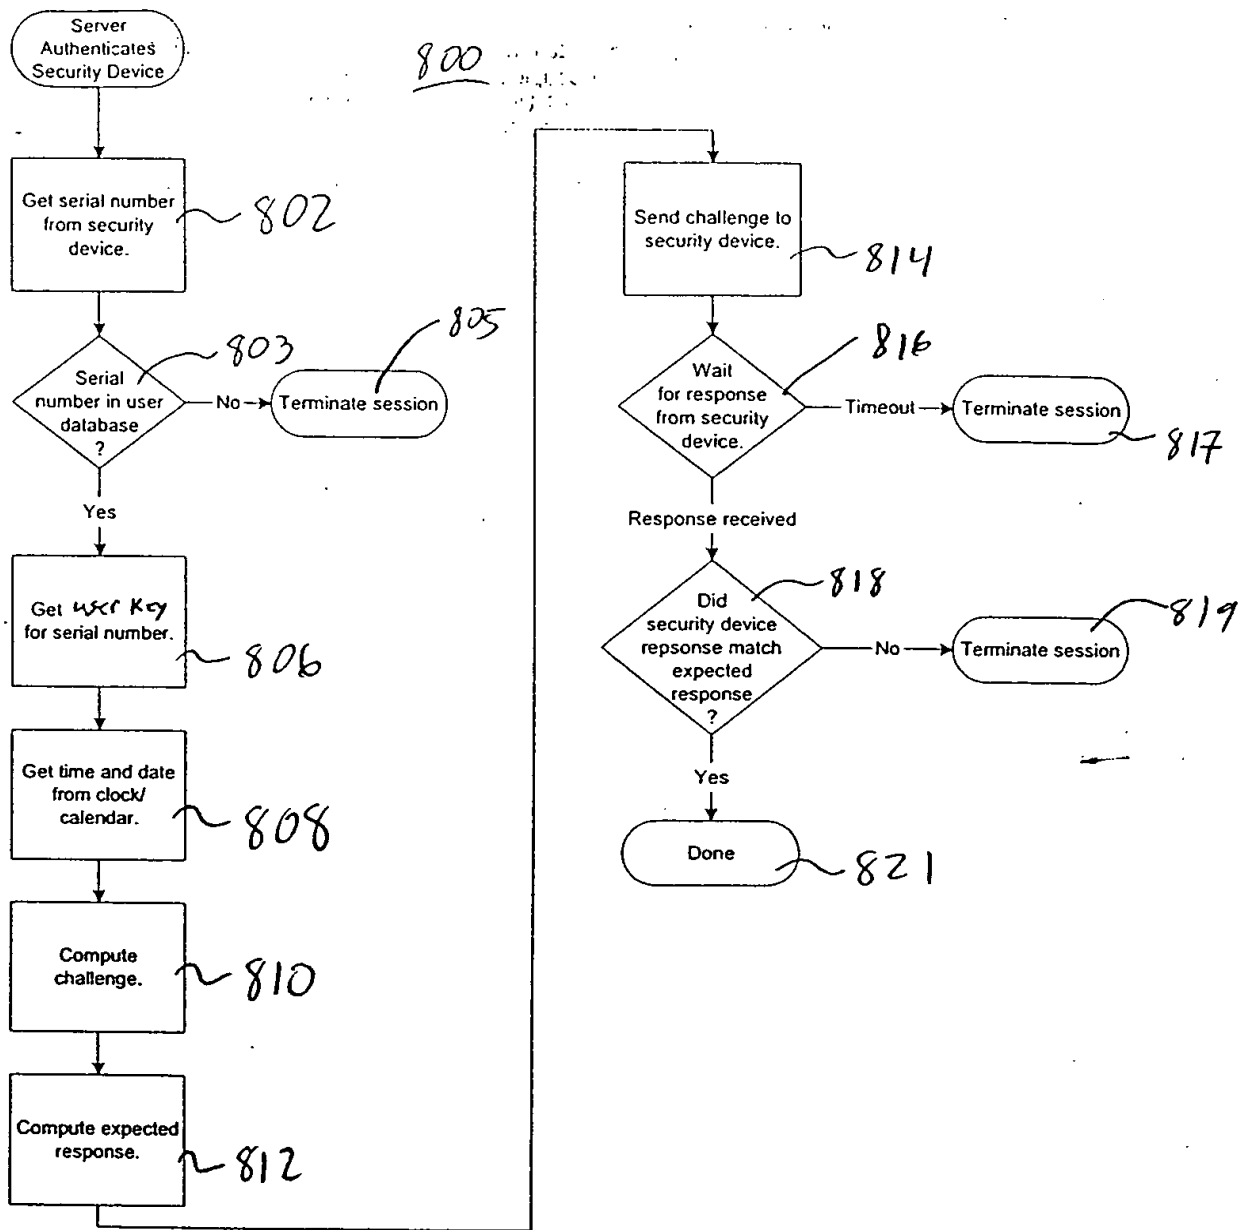 Server
Authenticates
Security Device
800
Get serial number
from security
device.
802
Serial
number in user
database
?
803
No
Terminate session
805
Yes
Get user key
for serial number.
806
Get time and date
from clock/
calendar.
808
Compute
challenge.
810
Compute expected
response.
812
Send challenge to
security device.
814
Wait
for response
from security
device.
816
Timeout
Terminate session
817
Response received
Did
security device
repsonse match
expected
response
?
818
No
Terminate session
819
Yes
Done
821